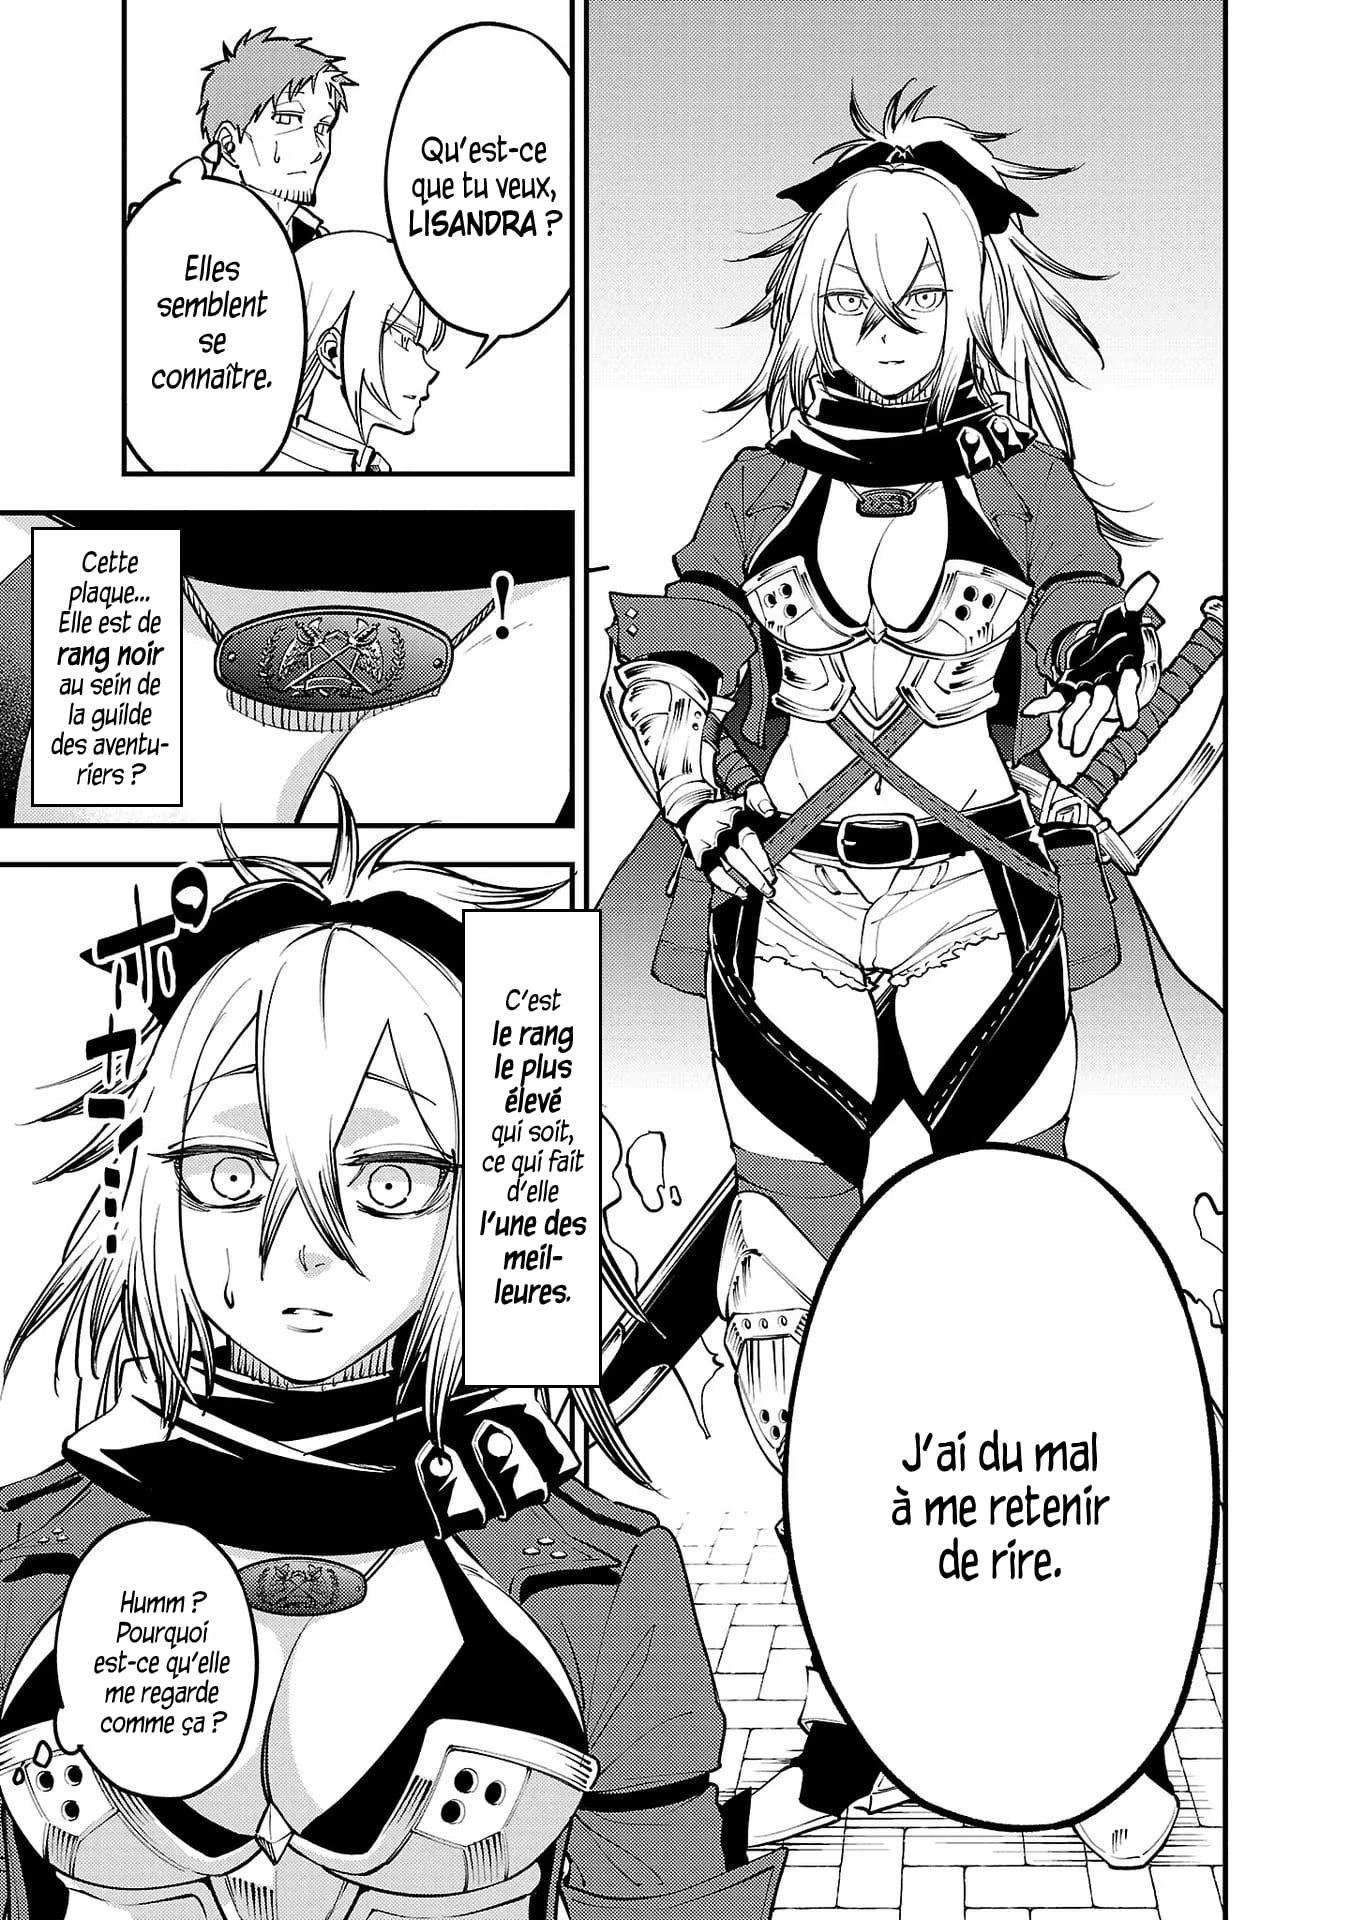 J'ai du mal
à me retenir
de rire.
Qu'est-ce
que tu veux,
LISANDRA ?
Elles
semblent
se
connaître.
!
Cette
plaque...
Elle est de
rang noir
au sein de
la guilde
des aventu-
riers ?
C'est
le rang
le plus
élevé
qui soit,
ce qui fait
d'elle
l'une des
meil-
leures.
Humm ?
Pourquoi
est-ce qu'elle
me regarde
comme ça ?